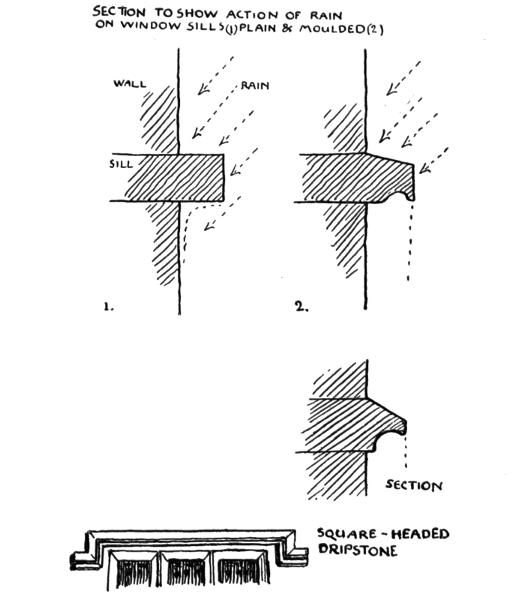 SECTION TO SHOW ACTION OF RAIN
ON WINDOW SILLS(1)PLAIN & MOULDED(2)
WALL
RAIN
SILL
1.
2.
SECTION
SQUARE-HEADED
DRIPSTONE